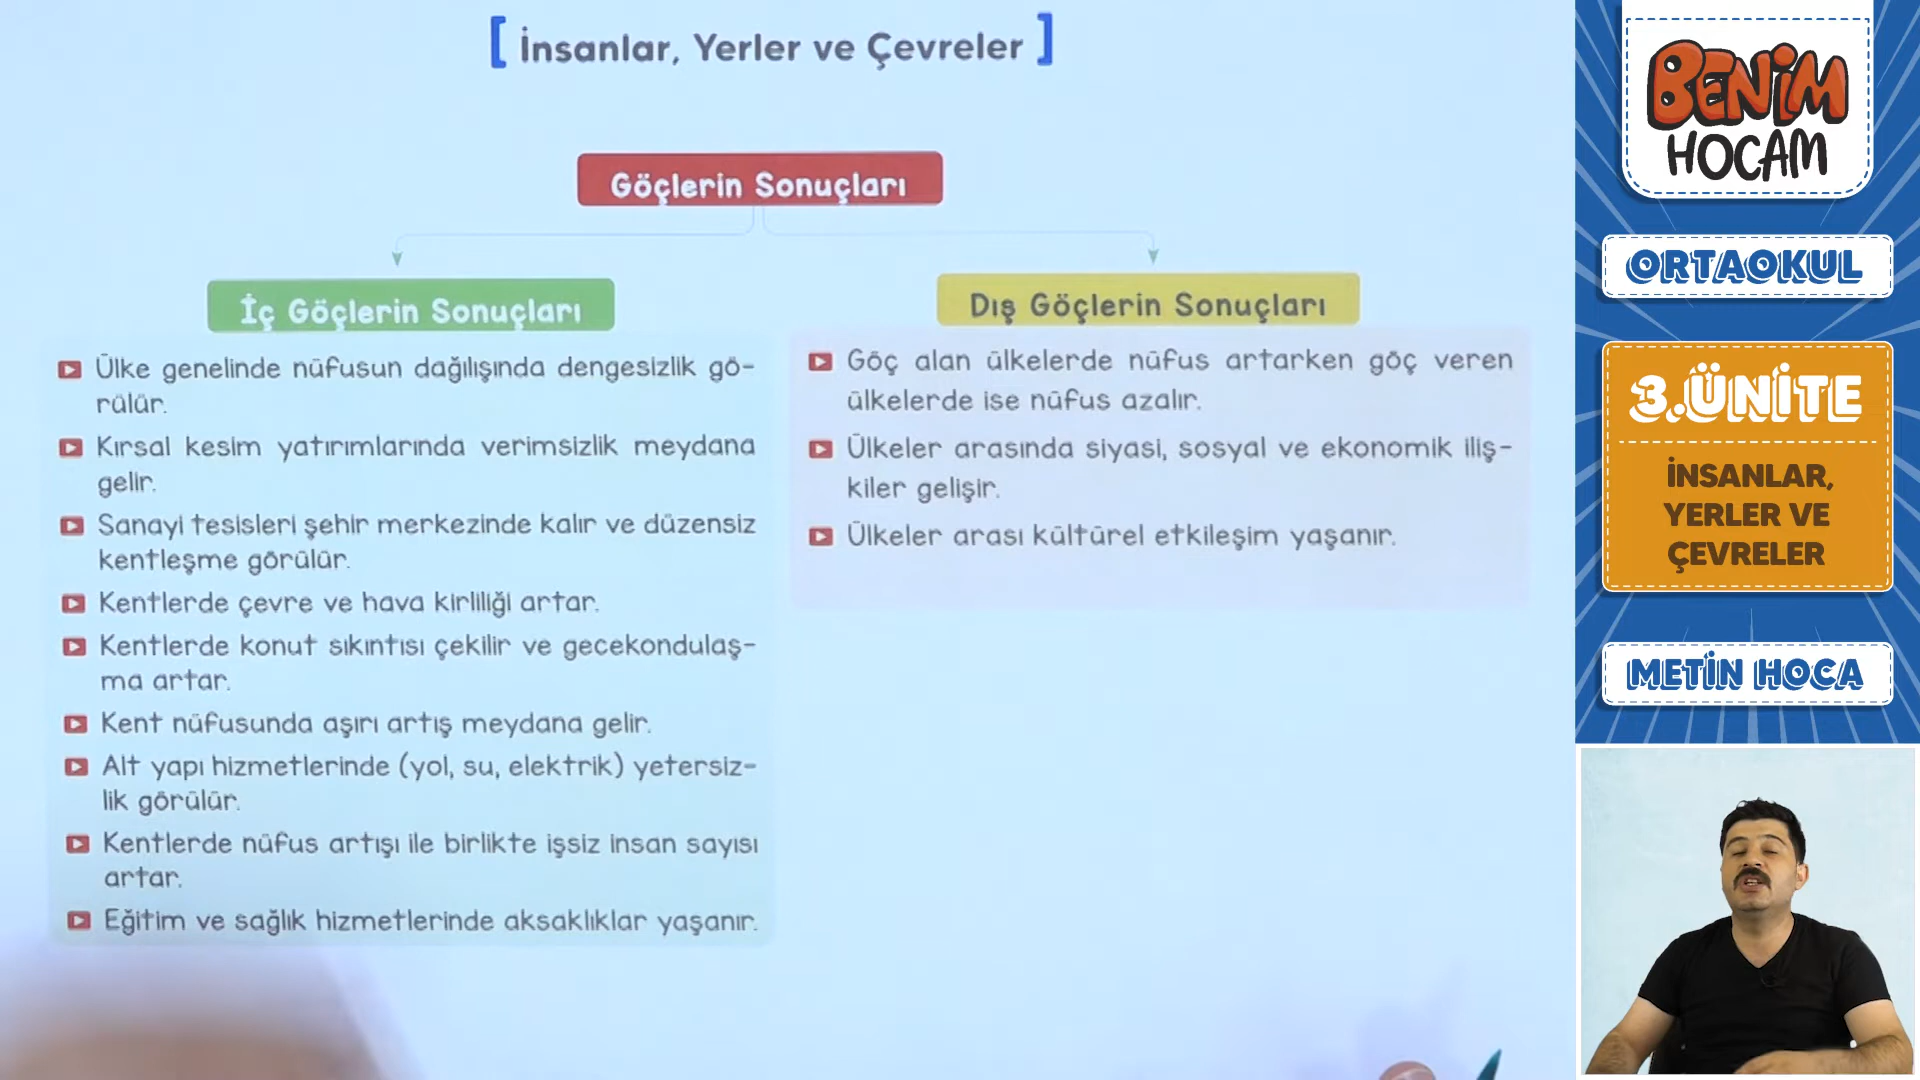 [ İnsanlar, Yerler ve Çevreler ]
Göçlerin Sonuçları
İç Göçlerin Sonuçları
Ülke genelinde nüfusun dağılışında dengesizlik gö-
rülür.
Kırsal kesim yatırımlarında verimsizlik meydana
gelir.
Sanayi tesisleri şehir merkezinde kalır ve düzensiz
kentleşme görülür.
Kentlerde çevre ve hava kirliliği artar.
Kentlerde konut sıkıntısı çekilir ve gecekondulaş-
ma artar.
Kent nüfusunda aşırı artış meydana gelir.
Alt yapı hizmetlerinde (yol, su, elektrik) yetersiz-
lik görülür.
Kentlerde nüfus artışı ile birlikte işsiz insan sayısı
artar.
Eğitim ve sağlık hizmetlerinde aksaklıklar yaşanır.
Dış Göçlerin Sonuçları
Göç alan ülkelerde nüfus artarken göç veren
ülkelerde ise nüfus azalır.
Ülkeler arasında siyasi, sosyal ve ekonomik iliş-
kiler gelişir.
Ülkeler arası kültürel etkileşim yaşanır.
BENİM
HOCAM
ORTAOKUL
3.ÜNİTE
İNSANLAR,
YERLER VE
ÇEVRELER
METİN HOCA